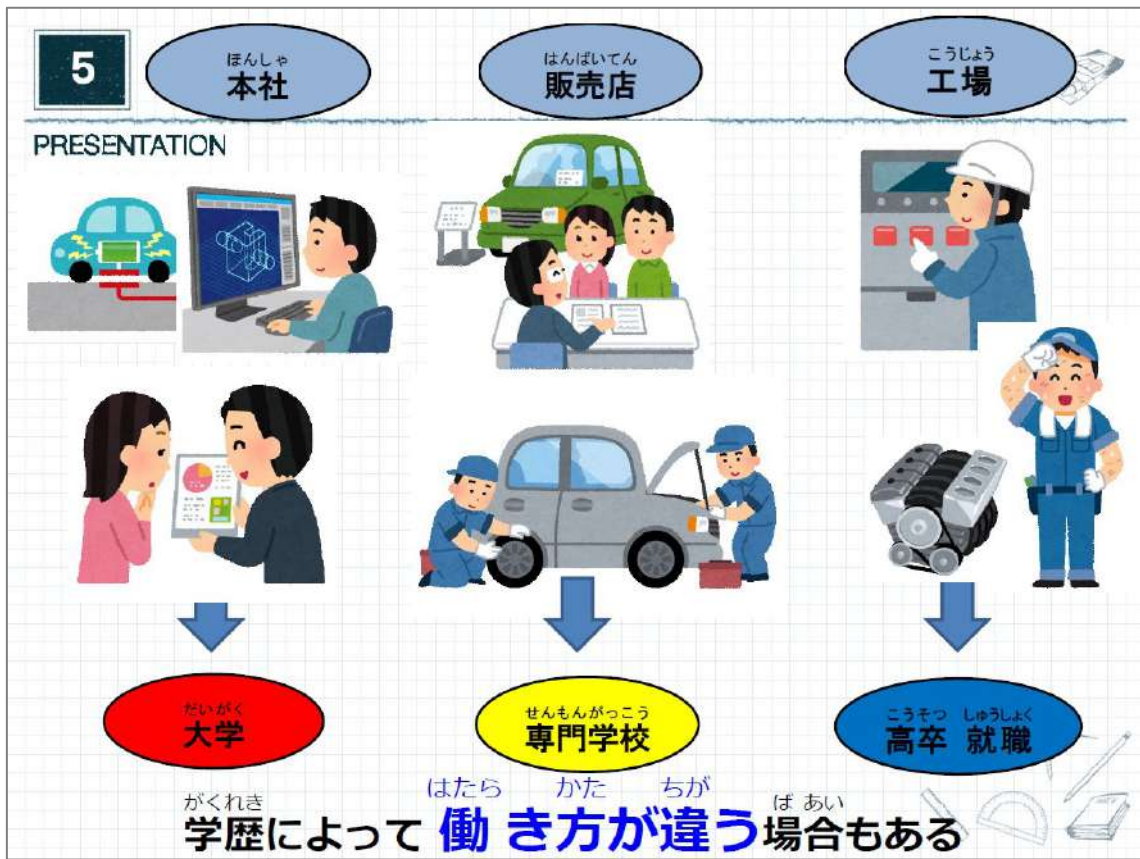 5
ほんしゃ
本社
はんばいてん
販売店
こうじょう
工場
PRESENTATION
だいがく
大学
せんもんがっこう
専門学校
こうそつ しゅうしょく
高卒 就職
がくれき はたら かた ちが ば あい
学歴によって 働 き方が違う場合もある